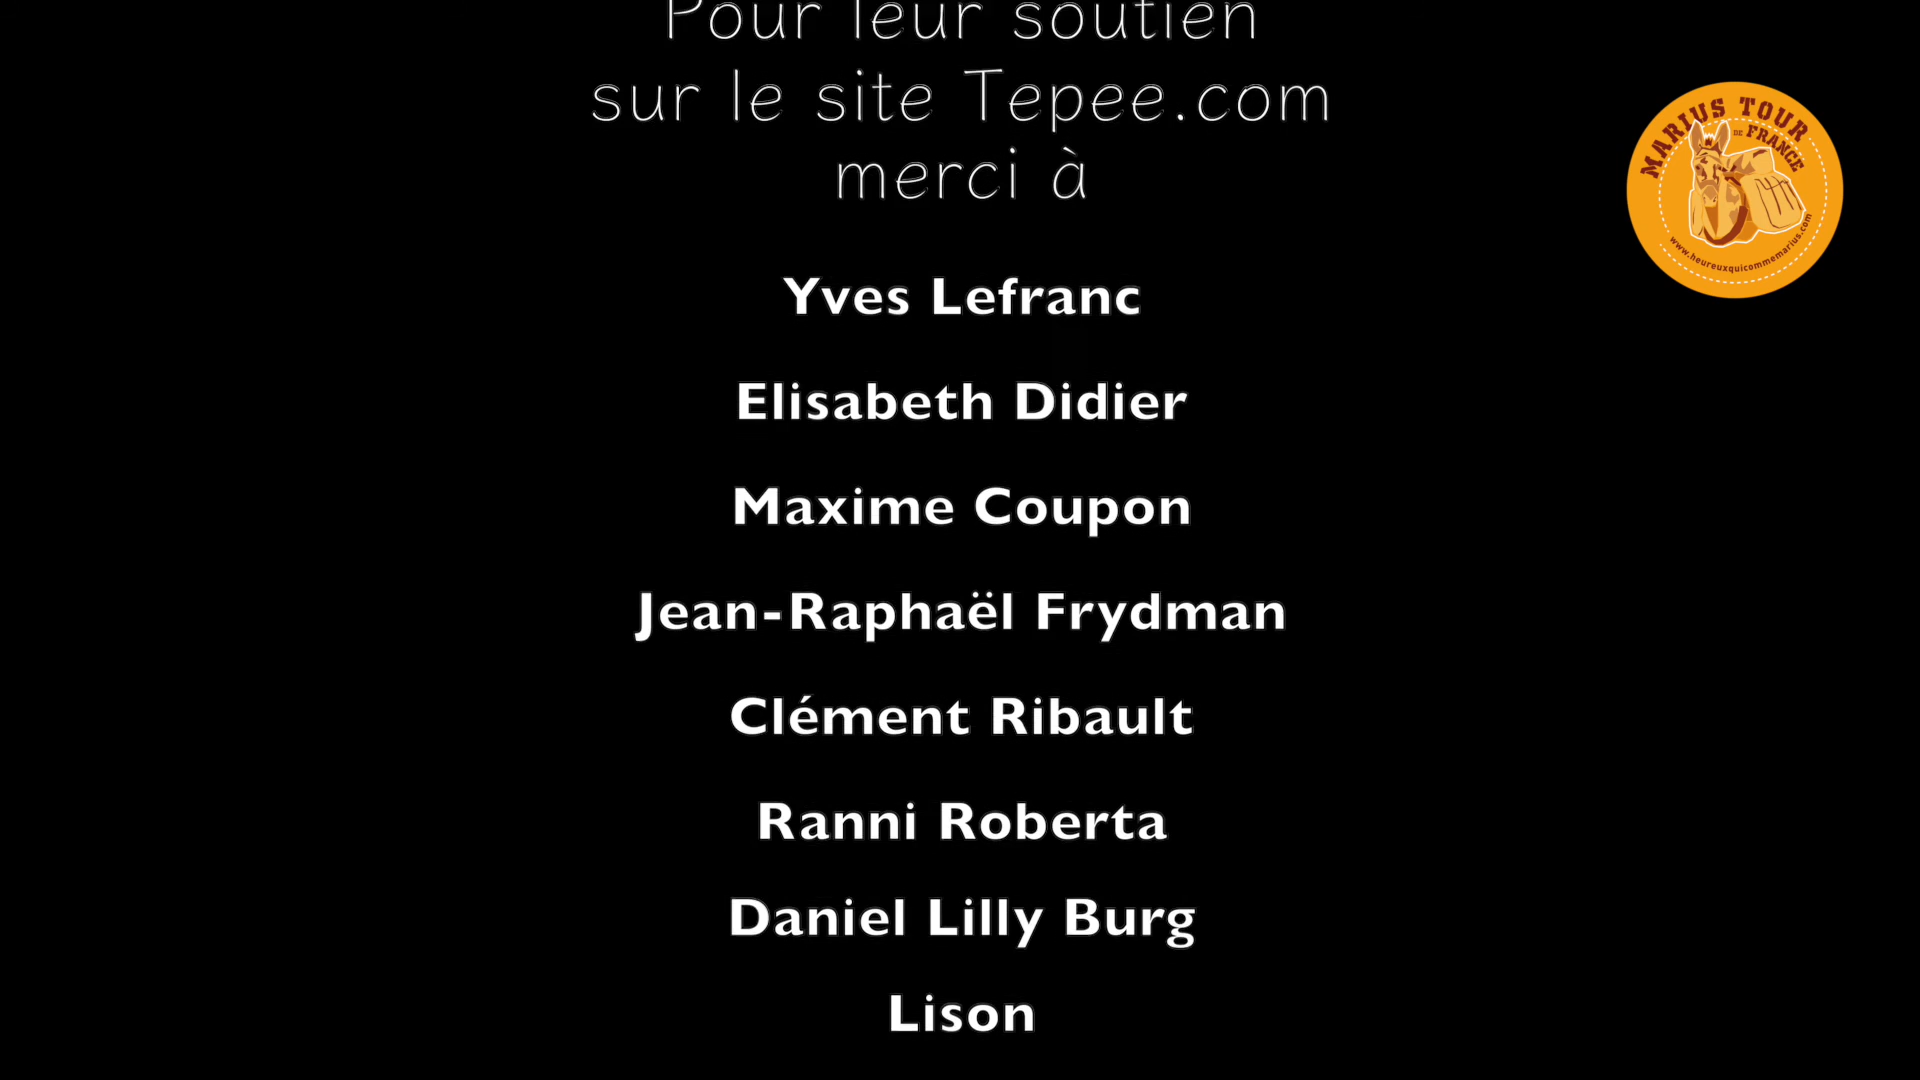 Pour leur soutien
sur le site Tepee.com
merci à
MARIUS TOUR
DE FRANCE
www.heureuxquicommemarius.com
Yves Lefranc
Elisabeth Didier
Maxime Coupon
Jean-Raphaël Frydman
Clément Ribault
Ranni Roberta
Daniel Lilly Burg
Lison